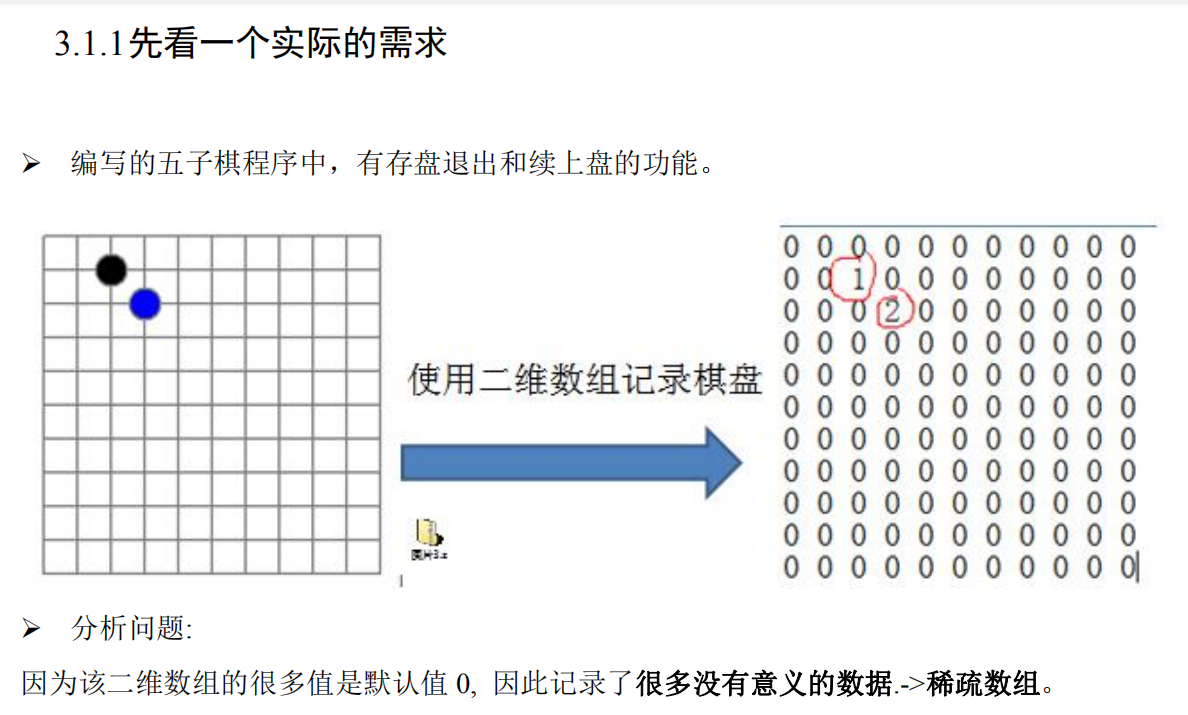 3.1.1先看一个实际的需求
➢ 编写的五子棋程序中，有存盘退出和续上盘的功能。
使用二维数组记录棋盘
图片3.z
0 0 0 0 0 0 0 0 0 0 0
0 0 1 0 0 0 0 0 0 0 0
0 0 0 2 0 0 0 0 0 0 0
0 0 0 0 0 0 0 0 0 0 0
0 0 0 0 0 0 0 0 0 0 0
0 0 0 0 0 0 0 0 0 0 0
0 0 0 0 0 0 0 0 0 0 0
0 0 0 0 0 0 0 0 0 0 0
0 0 0 0 0 0 0 0 0 0 0
0 0 0 0 0 0 0 0 0 0 0
0 0 0 0 0 0 0 0 0 0 0
➢ 分析问题:
因为该二维数组的很多值是默认值 0, 因此记录了很多没有意义的数据.->稀疏数组。